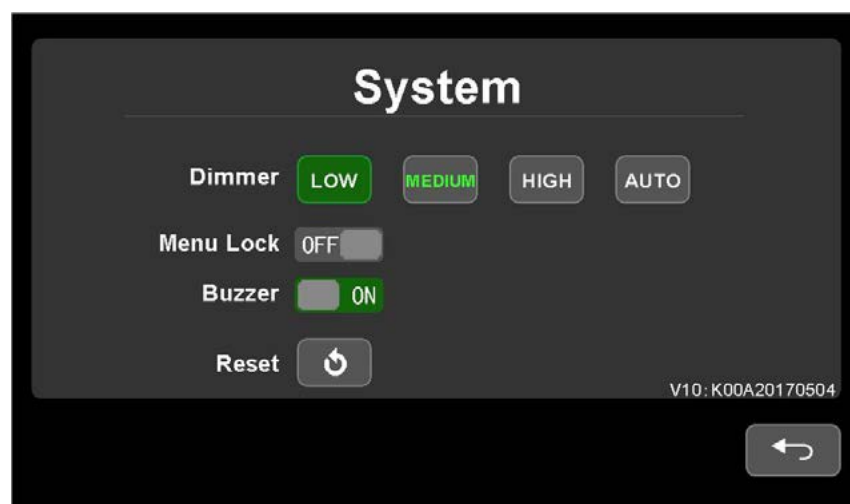 System
Dimmer LOW MEDIUM HIGH AUTO
Menu Lock OFF
Buzzer ON
Reset
V10:K00A20170504